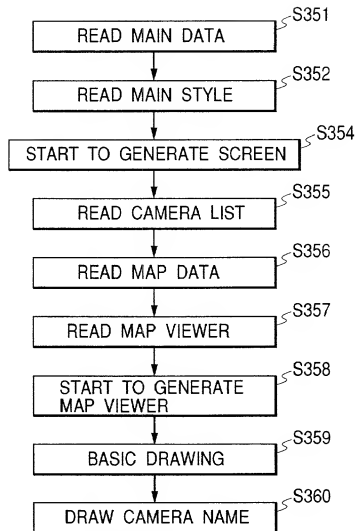 S351
READ MAIN DATA
S352
READ MAIN STYLE
S354
START TO GENERATE SCREEN
S355
READ CAMERA LIST
S356
READ MAP DATA
S357
READ MAP VIEWER
S358
START TO GENERATE
MAP VIEWER
S359
BASIC DRAWING
S360
DRAW CAMERA NAME